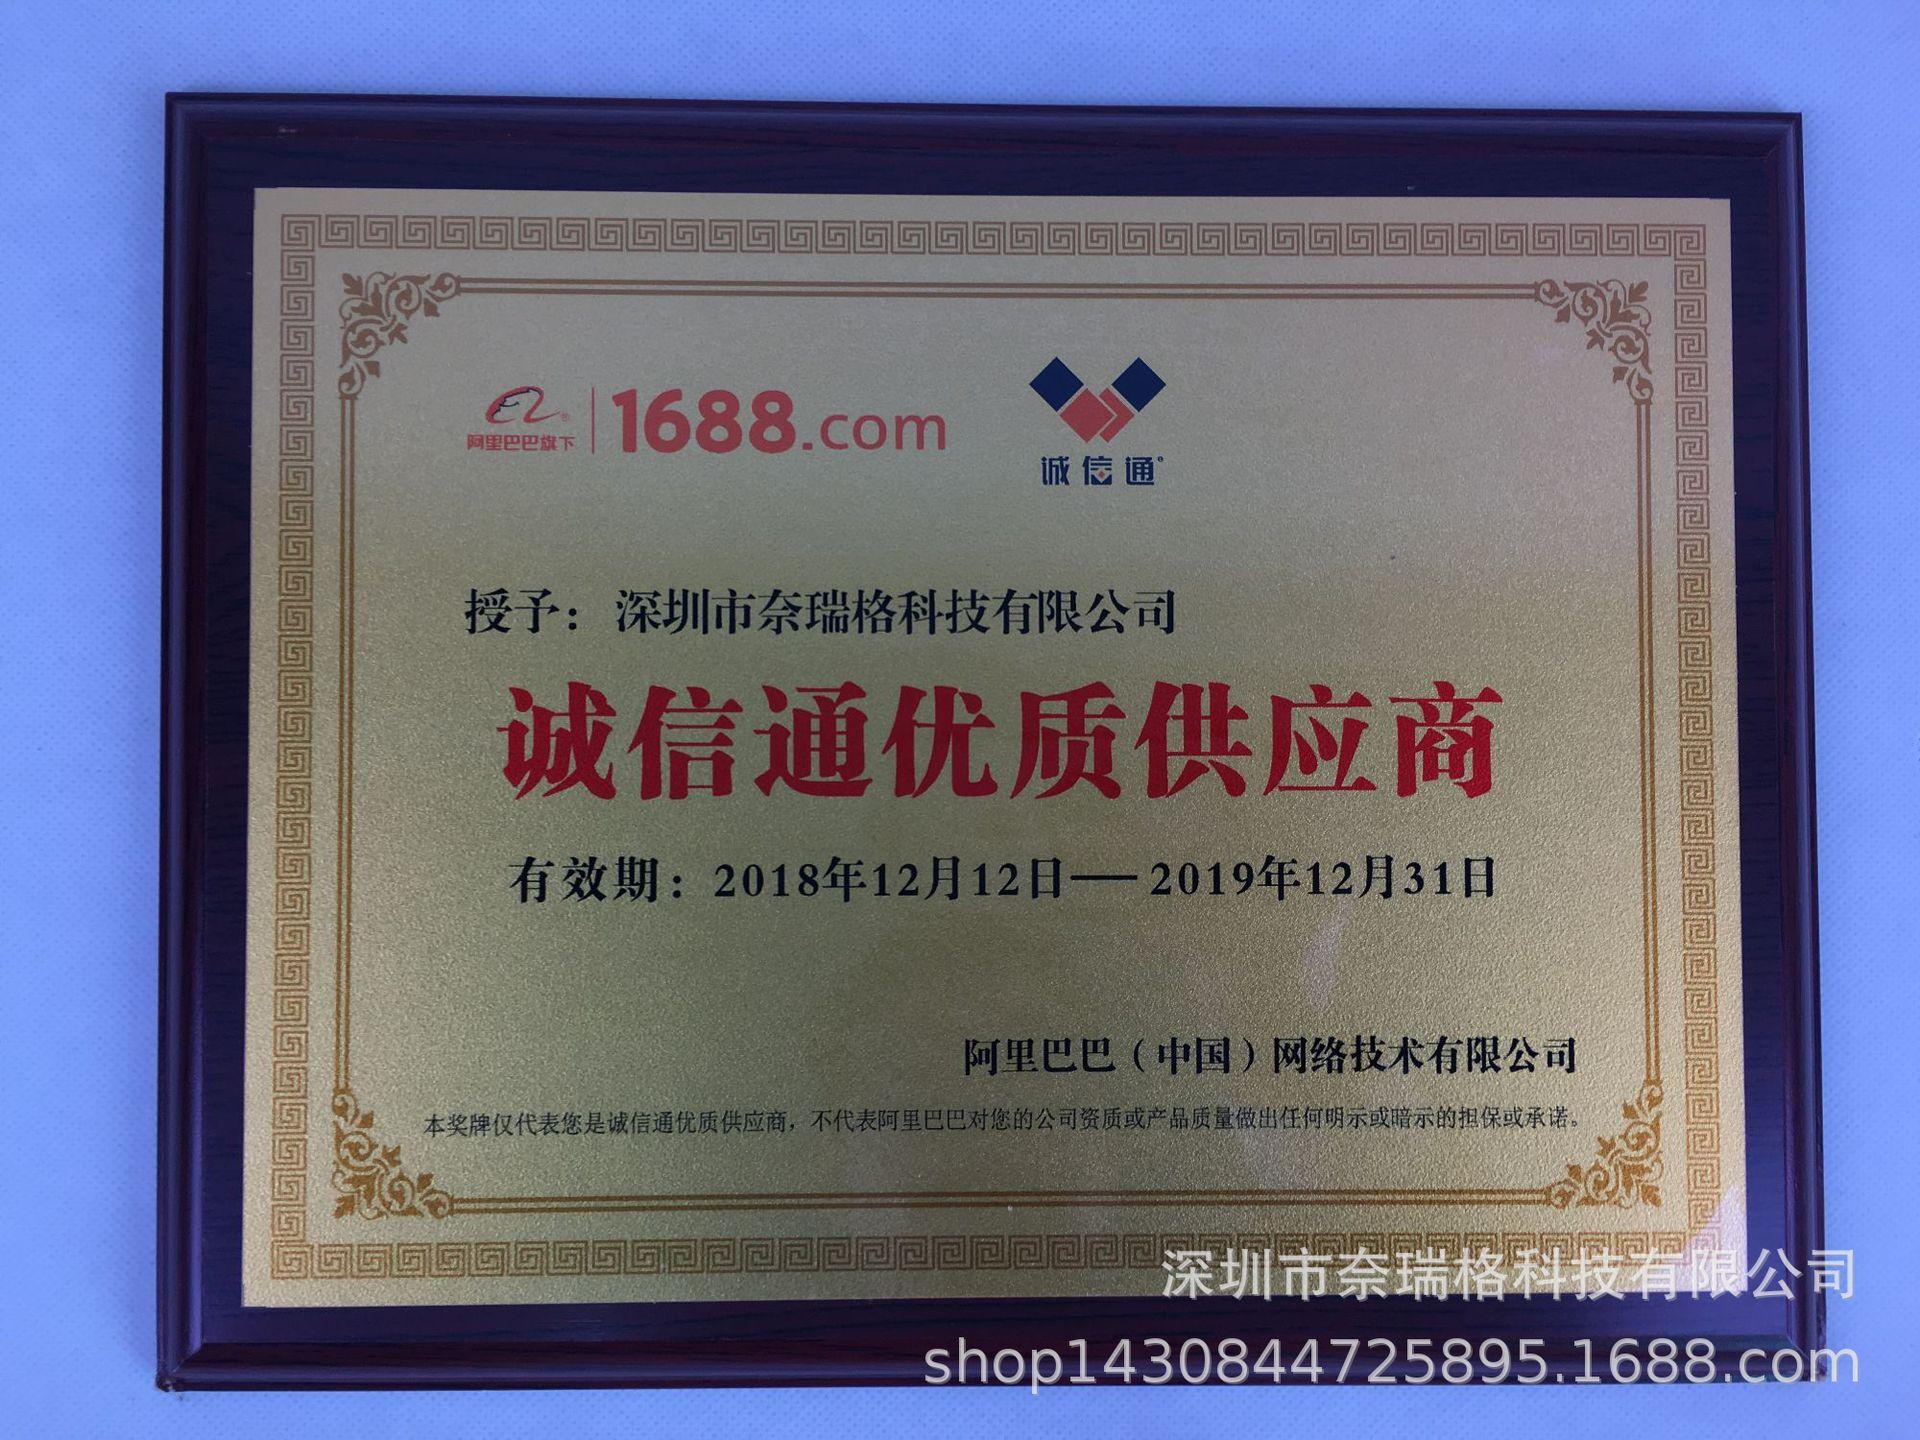 阿里巴巴旗下 1688.com
诚信通
授予：深圳市奈瑞格科技有限公司
诚信通优质供应商
有效期：2018年12月12日—2019年12月31日
阿里巴巴（中国）网络技术有限公司
本奖牌仅代表您是诚信通优质供应商，不代表阿里巴巴对您的公司资质或产品质量做出任何明示或暗示的担保或承诺。
深圳市奈瑞格科技有限公司
shop1430844725895.1688.com